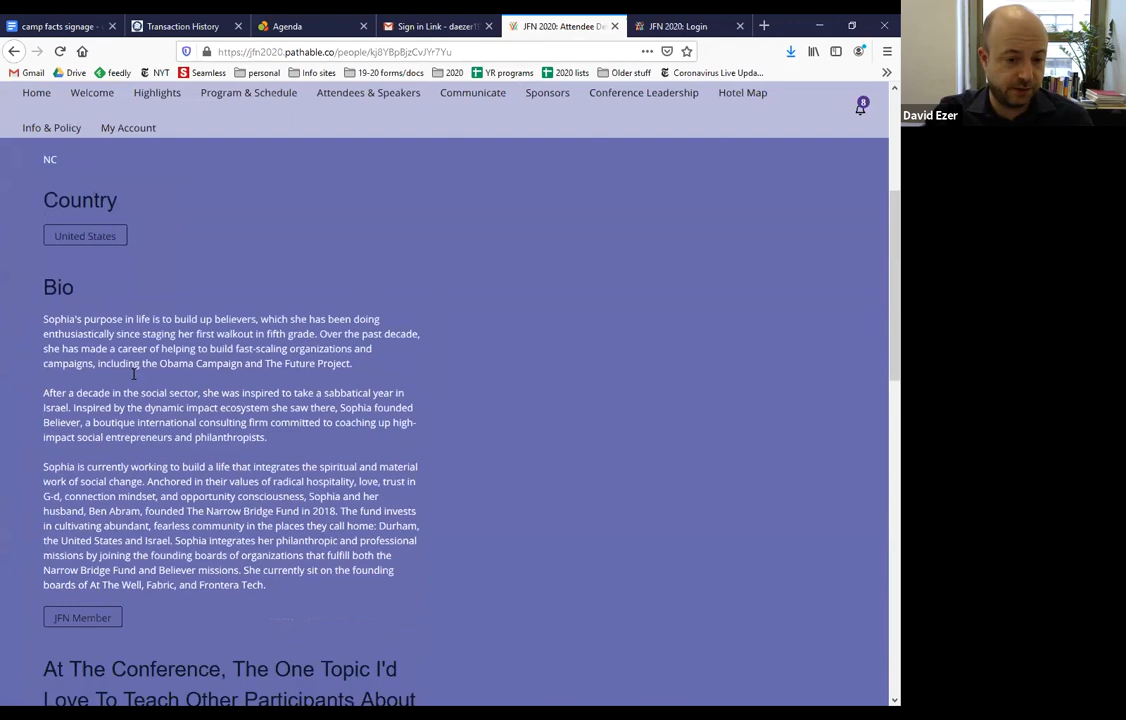 camp facts signage -
Transaction History
Agenda
Sign in Link - daezer1
JFN 2020: Attendee De
JFN 2020: Login
https://jfn2020.pathable.co/people/kj8YBpBjzCvJYr7Yu
Gmail Drive feedly NYT Seamless personal Info sites 19-20 forms/docs 2020 YR programs 2020 lists Older stuff Coronavirus Live Upda...
Home Welcome Highlights Program & Schedule Attendees & Speakers Communicate Sponsors Conference Leadership Hotel Map
8
Info & Policy My Account
David Ezer
NC
Country
United States
Bio
Sophia's purpose in life is to build up believers, which she has been doing
enthusiastically since staging her first walkout in fifth grade. Over the past decade,
she has made a career of helping to build fast-scaling organizations and
campaigns, including the Obama Campaign and The Future Project.
After a decade in the social sector, she was inspired to take a sabbatical year in
Israel. Inspired by the dynamic impact ecosystem she saw there, Sophia founded
Believer, a boutique international consulting firm committed to coaching up high-
impact social entrepreneurs and philanthropists.
Sophia is currently working to build a life that integrates the spiritual and material
work of social change. Anchored in their values of radical hospitality, love, trust in
G-d, connection mindset, and opportunity consciousness, Sophia and her
husband, Ben Abram, founded The Narrow Bridge Fund in 2018. The fund invests
in cultivating abundant, fearless community in the places they call home: Durham,
the United States and Israel. Sophia integrates her philanthropic and professional
missions by joining the founding boards of organizations that fulfill both the
Narrow Bridge Fund and Believer missions. She currently sit on the founding
boards of At The Well, Fabric, and Frontera Tech.
JFN Member
At The Conference, The One Topic I'd
Love To Teach Other Participants About